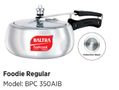 BALTRA
Foodie Regular
Model: BPC 350AIB